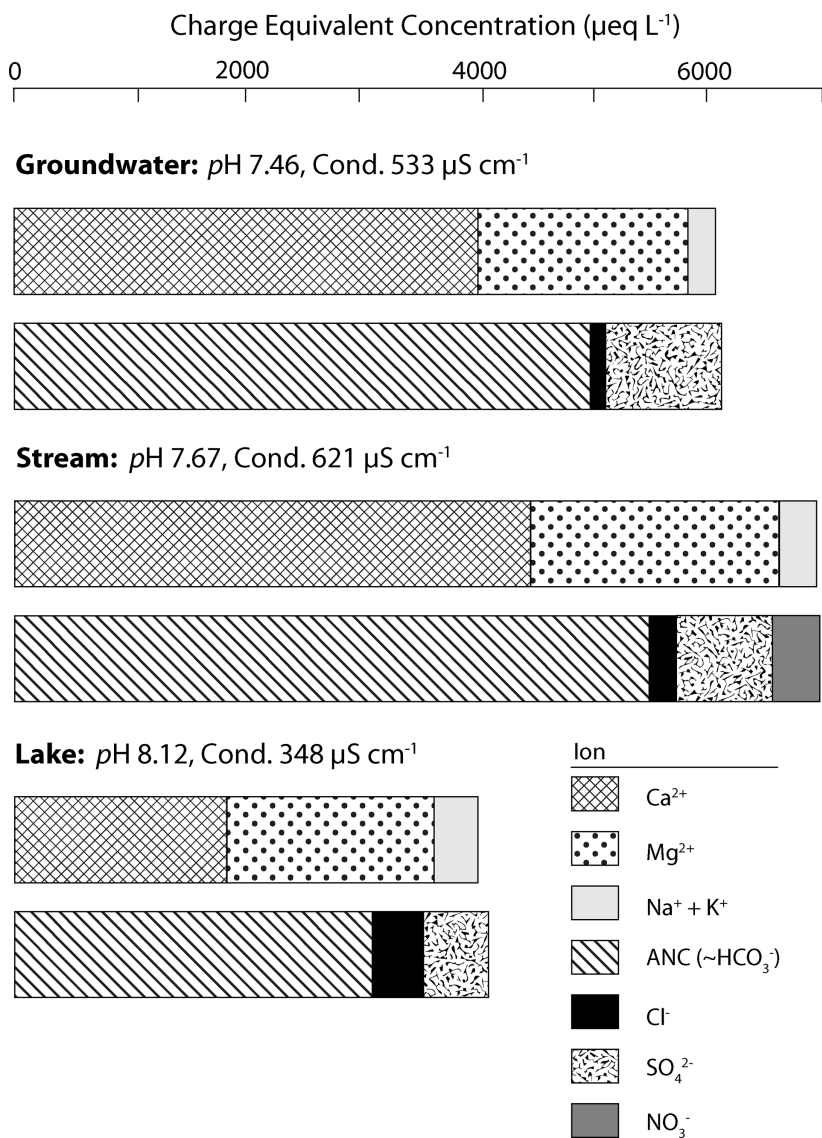 Charge Equivalent Concentration (μeq L⁻¹)
0 2000 4000 6000
Groundwater: pH 7.46, Cond. 533 μS cm⁻¹
Stream: pH 7.67, Cond. 621 μS cm⁻¹
Lake: pH 8.12, Cond. 348 μS cm⁻¹
Ion
Ca²⁺
Mg²⁺
Na⁺ + K⁺
ANC (~HCO₃⁻)
Cl⁻
SO₄²⁻
NO₃⁻